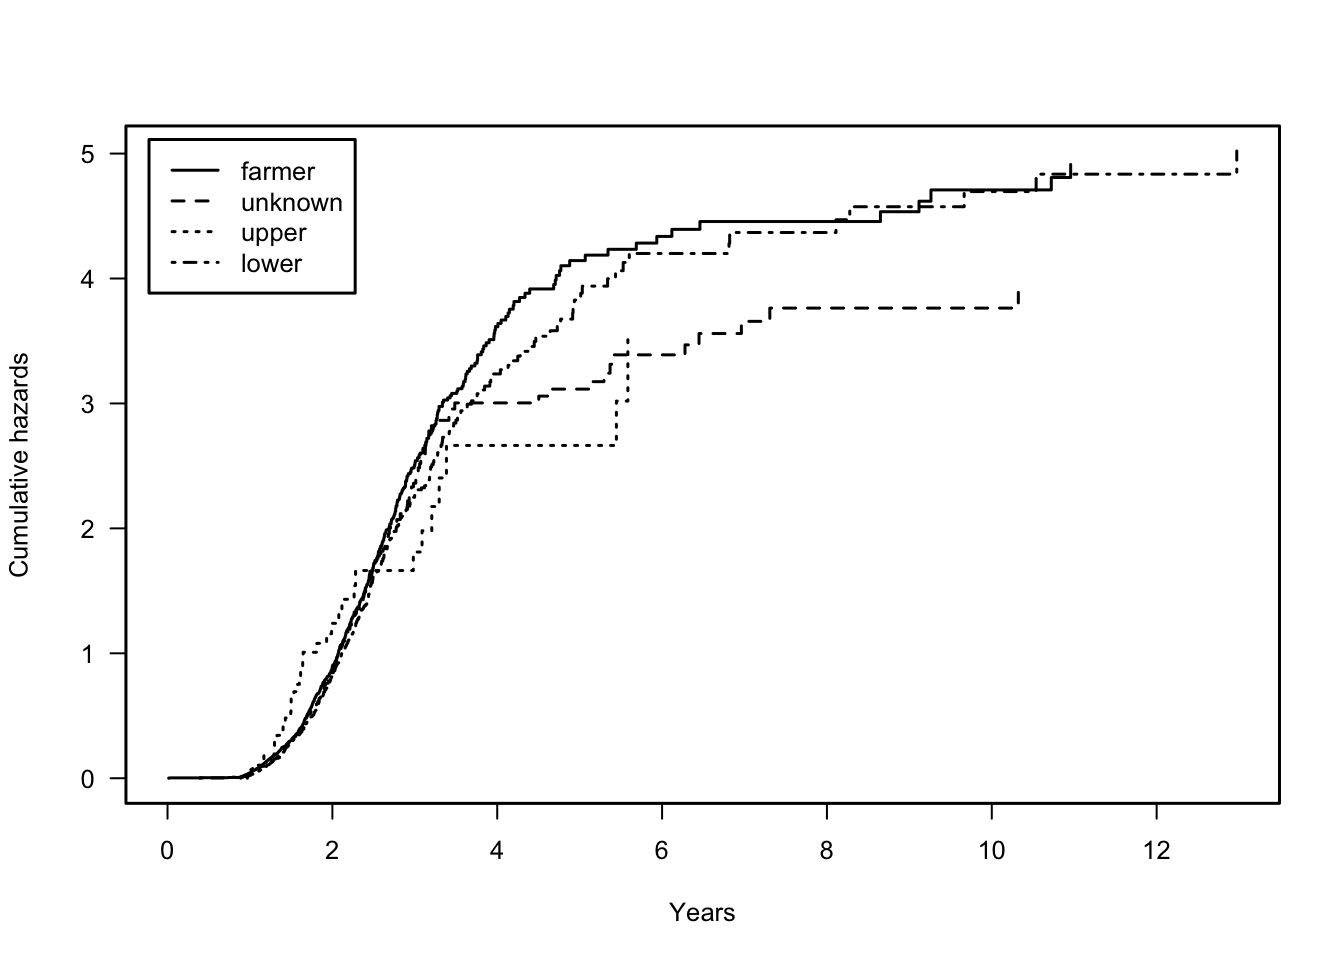 farmer
unknown
upper
lower
5
4
3
2
1
0
Cumulative hazards
0 2 4 6 8 10 12
Years